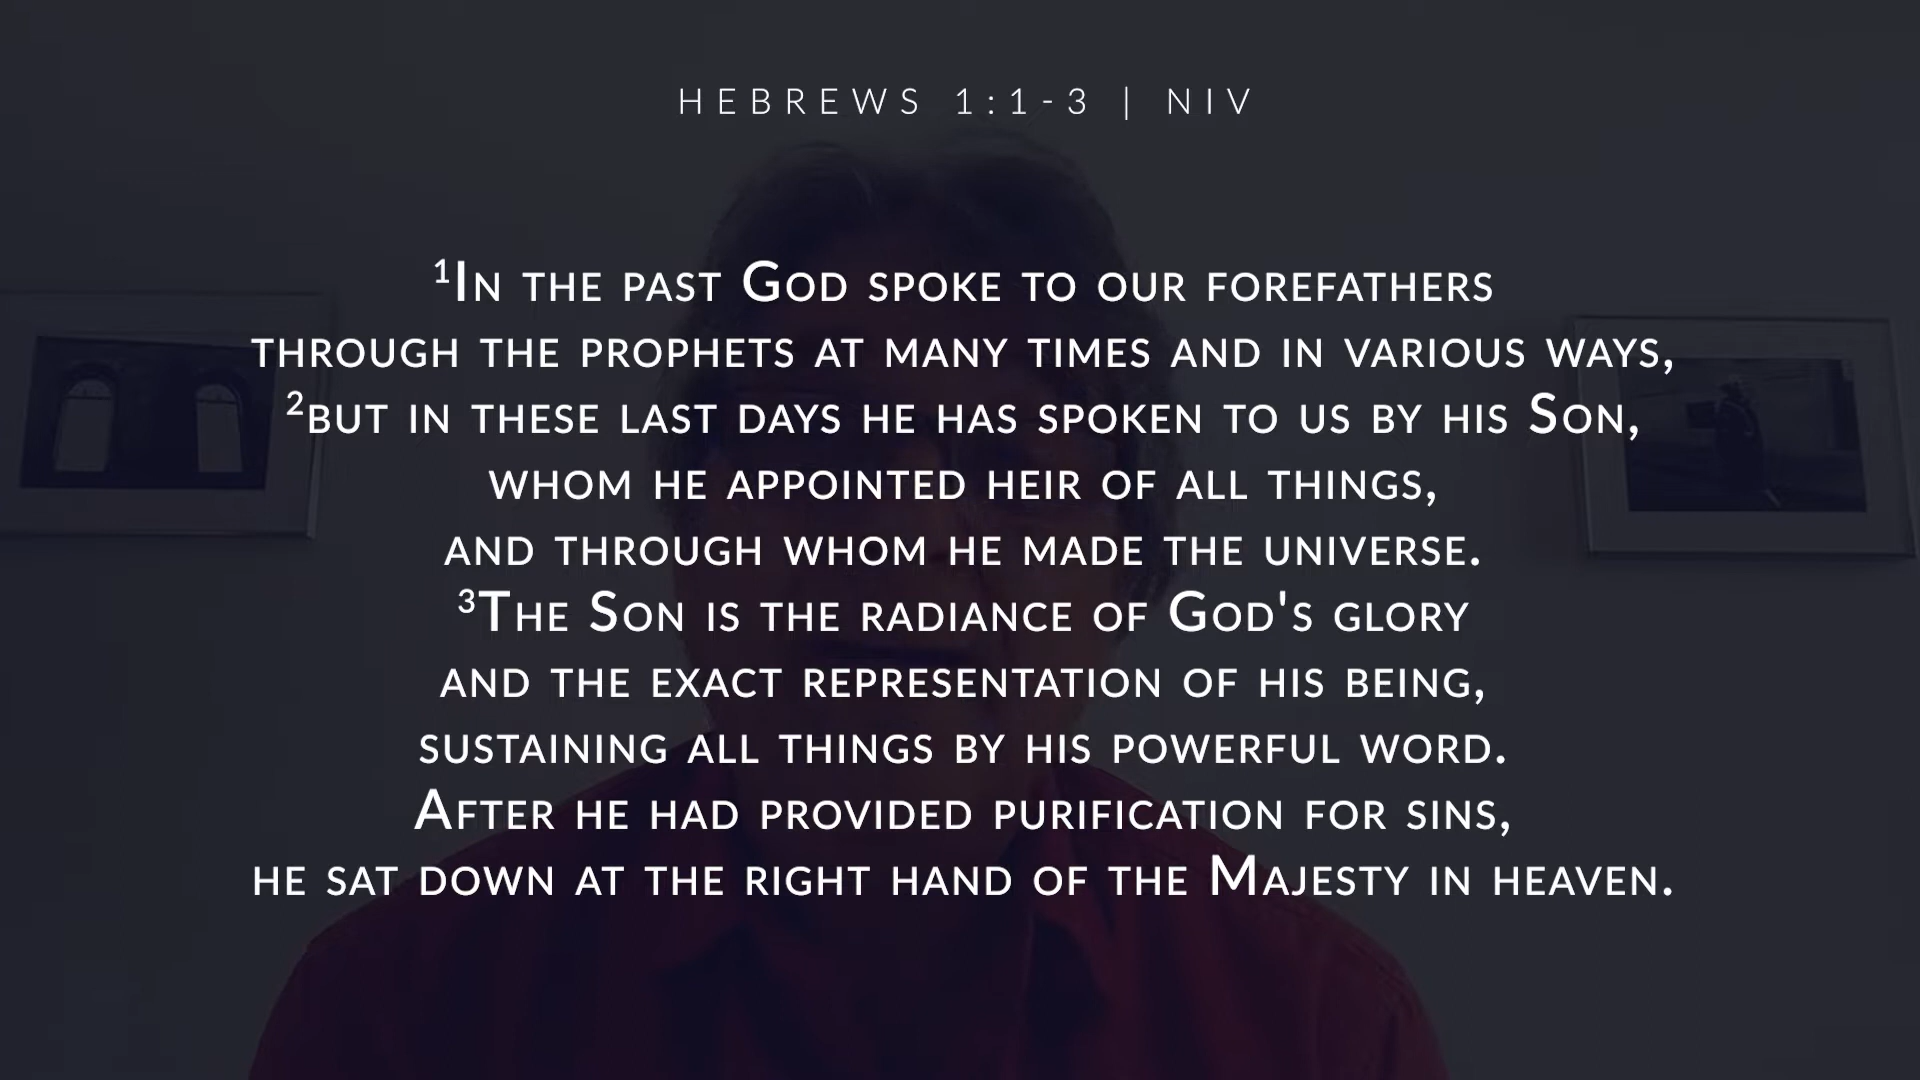 HEBREWS 1:1-3 | NIV
¹In the past God spoke to our forefathers
through the prophets at many times and in various ways,
²but in these last days he has spoken to us by his Son,
whom he appointed heir of all things,
and through whom he made the universe.
³The Son is the radiance of God's glory
and the exact representation of his being,
sustaining all things by his powerful word.
After he had provided purification for sins,
he sat down at the right hand of the Majesty in heaven.